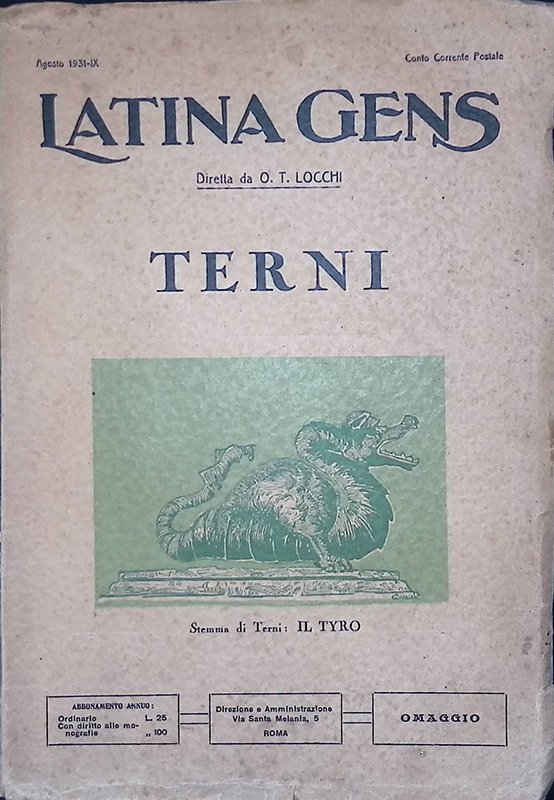 Agosto 1931-IX
Conto Corrente Postale
LATINA GENS
Diretta da O. T. LOCCHI
TERNI
Stemma di Terni: IL TYRO
ABBONAMENTO ANNUO:
Ordinario L. 25
Con diritto alle mo-
nografie „ 100
Direzione e Amministrazione
Via Santa Melania, 5
ROMA
OMAGGIO